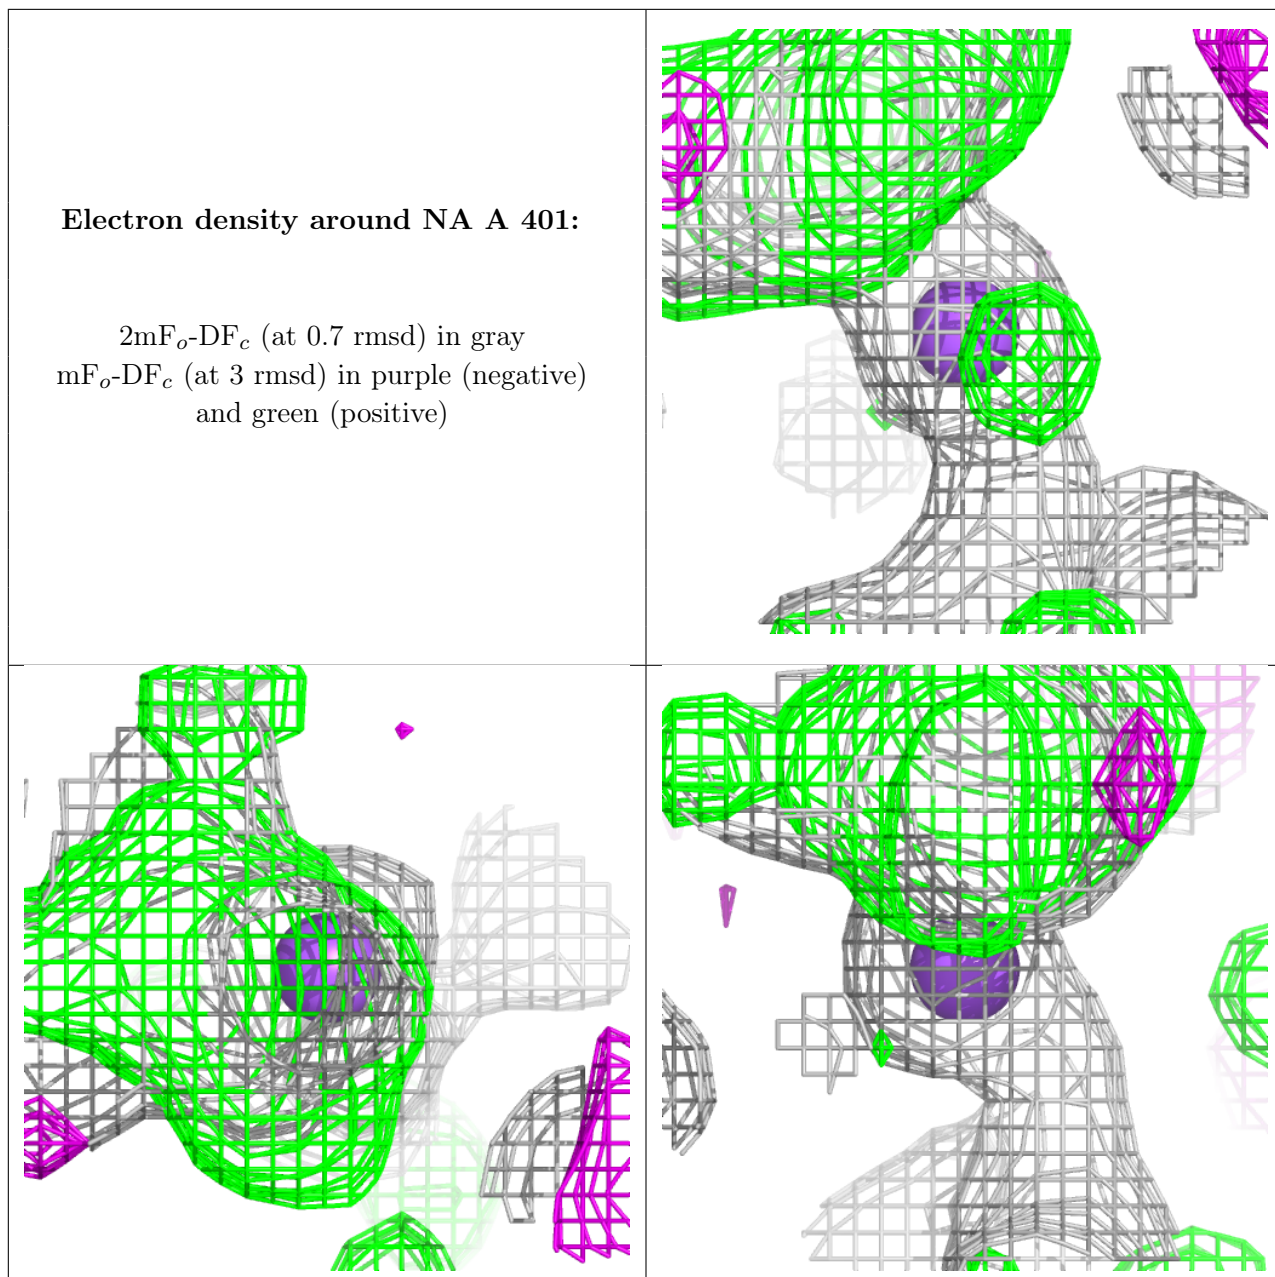 Electron density around NA A 401:
2mFo-DFc (at 0.7 rmsd) in gray
mFo-DFc (at 3 rmsd) in purple (negative)
and green (positive)